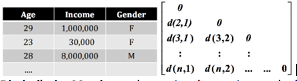 Age Income Gender
29 1,000,000 F
23 30,000 F
28 8,000,000 M
....
0
d(2,1) 0
d(3,1) d(3,2) 0
: : :
d(n,1) d(n,2) ... ... 0